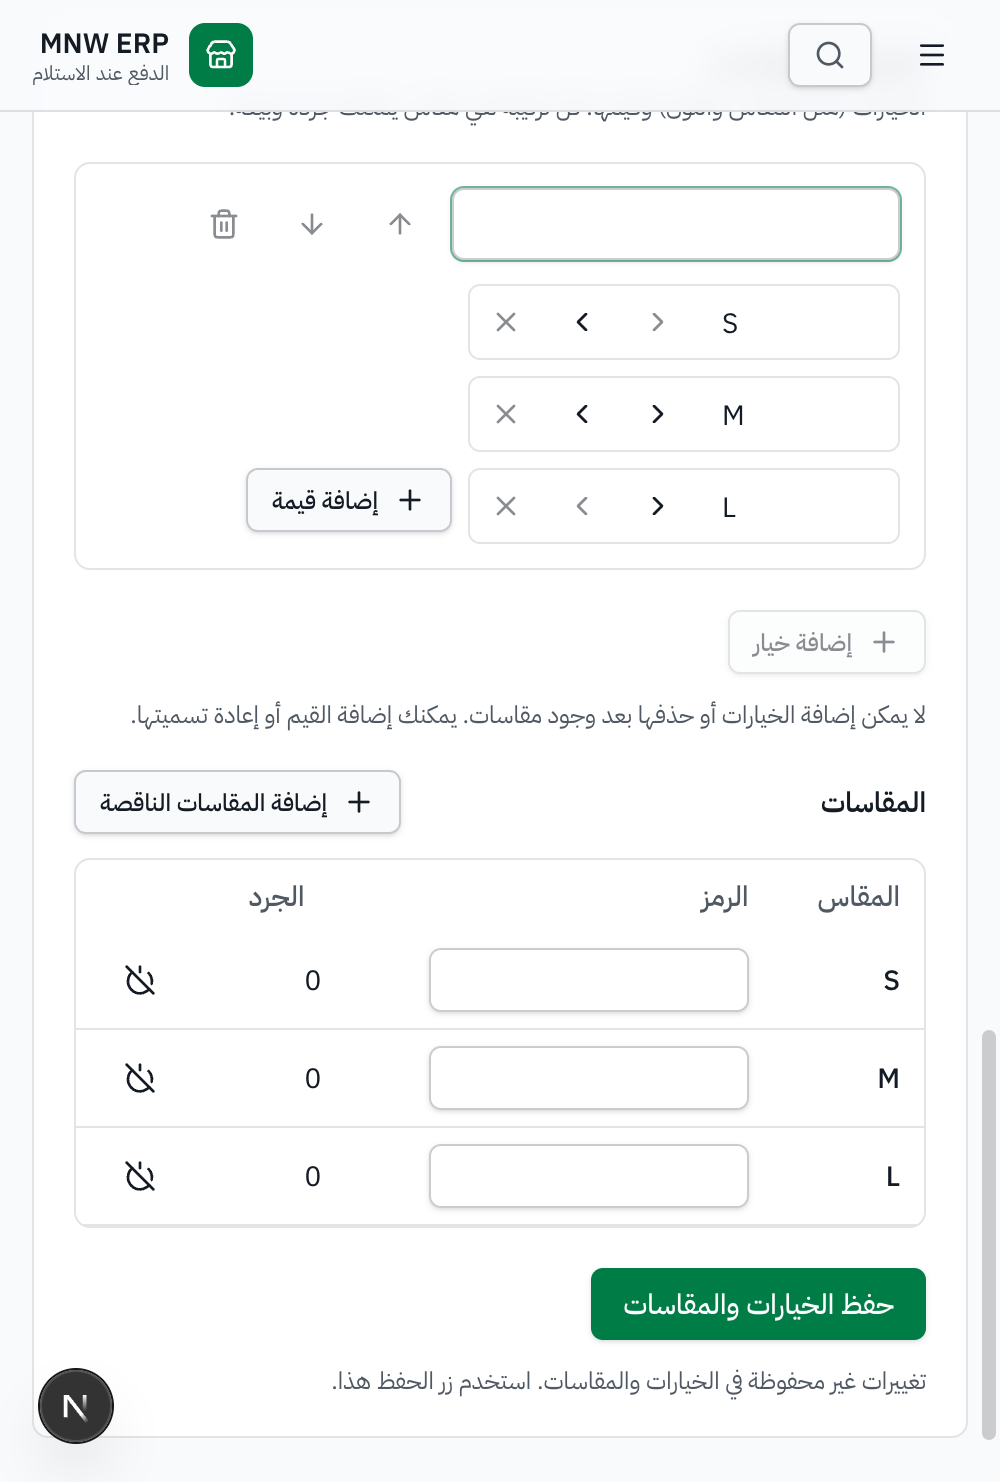 MNW ERP
الدفع عند الاستلام
S
M
L
إضافة قيمة
إضافة خيار
لا يمكن إضافة الخيارات أو حذفها بعد وجود مقاسات. يمكنك إضافة القيم أو إعادة تسميتها.
المقاسات
إضافة المقاسات الناقصة
المقاس الرمز الجرد
S 0
M 0
L 0
حفظ الخيارات والمقاسات
تغييرات غير محفوظة في الخيارات والمقاسات. استخدم زر الحفظ هذا.
N